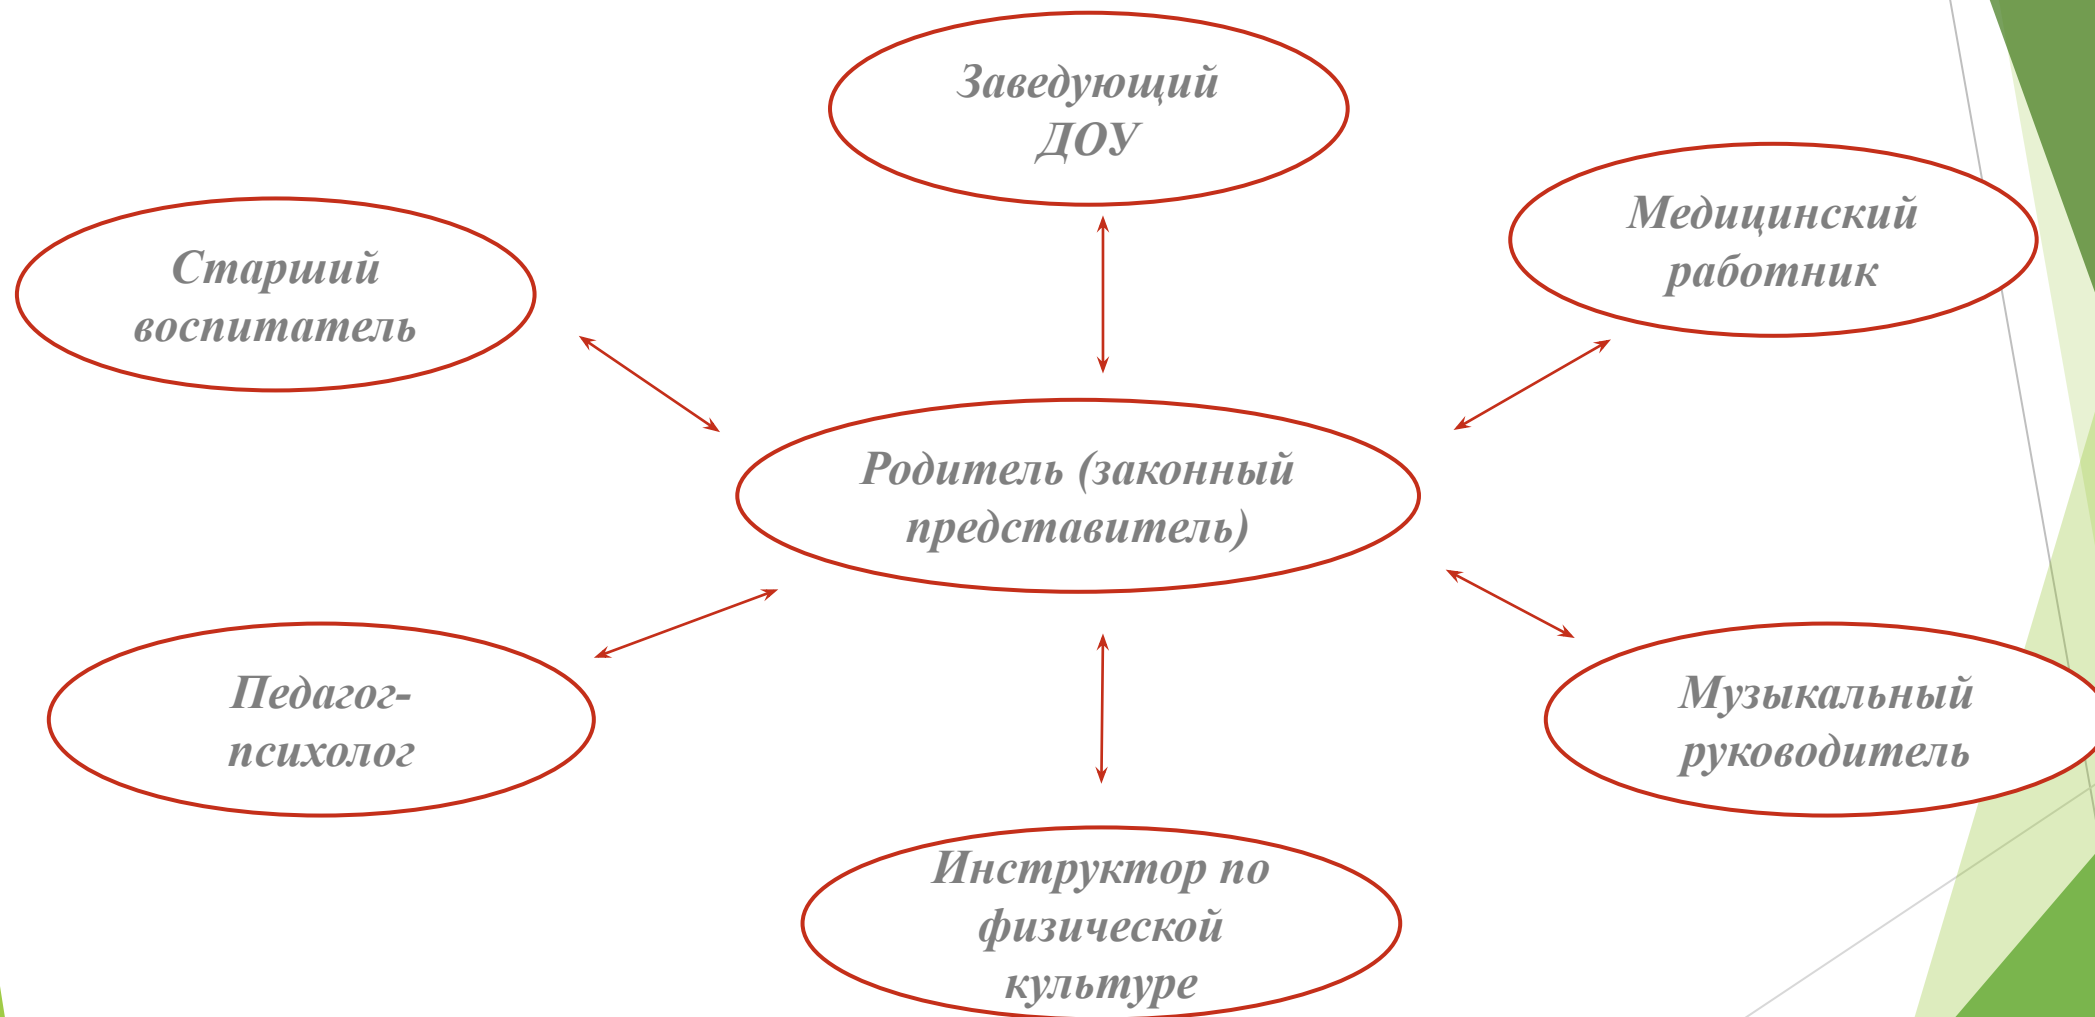 Заведующий
ДОУ
Медицинский
работник
Старший
воспитатель
Родитель (законный
представитель)
Педагог-
психолог
Музыкальный
руководитель
Инструктор по
физической
культуре